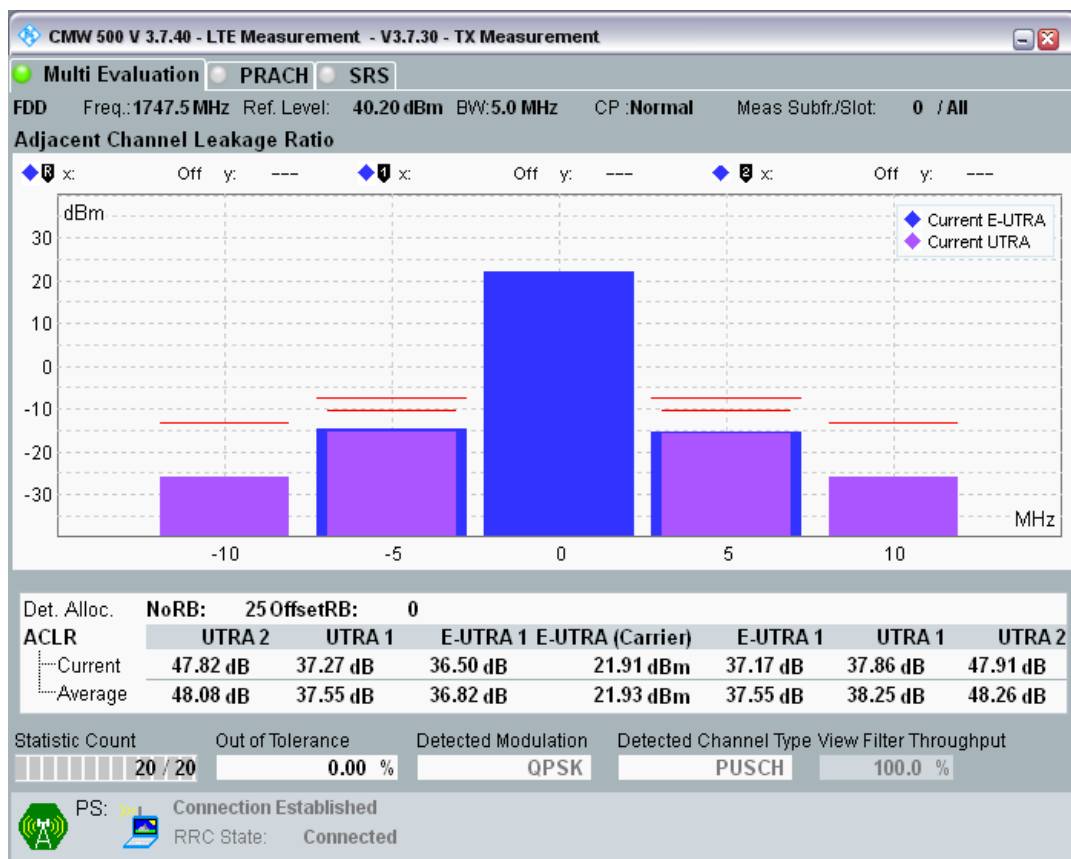 CMW 500 V 3.7.40 - LTE Measurement - V3.7.30 - TX Measurement
Multi Evaluation PRACH SRS
FDD Freq.:1747.5 MHz Ref. Level: 40.20 dBm BW:5.0 MHz CP :Normal Meas Subfr./Slot: 0 / All
Adjacent Channel Leakage Ratio
R x: Off y: --- 1 x: Off y: --- 2 x: Off y: ---
dBm
Current E-UTRA
Current UTRA
30
20
10
0
-10
-20
-30
MHz
-10 -5 0 5 10
Det. Alloc. NoRB: 25 OffsetRB: 0
ACLR UTRA 2 UTRA 1 E-UTRA 1 E-UTRA (Carrier) E-UTRA 1 UTRA 1 UTRA 2
Current 47.82 dB 37.27 dB 36.50 dB 21.91 dBm 37.17 dB 37.86 dB 47.91 dB
Average 48.08 dB 37.55 dB 36.82 dB 21.93 dBm 37.55 dB 38.25 dB 48.26 dB
Statistic Count Out of Tolerance Detected Modulation Detected Channel Type View Filter Throughput
20 / 20 0.00 % QPSK PUSCH 100.0 %
PS: Connection Established
RRC State: Connected